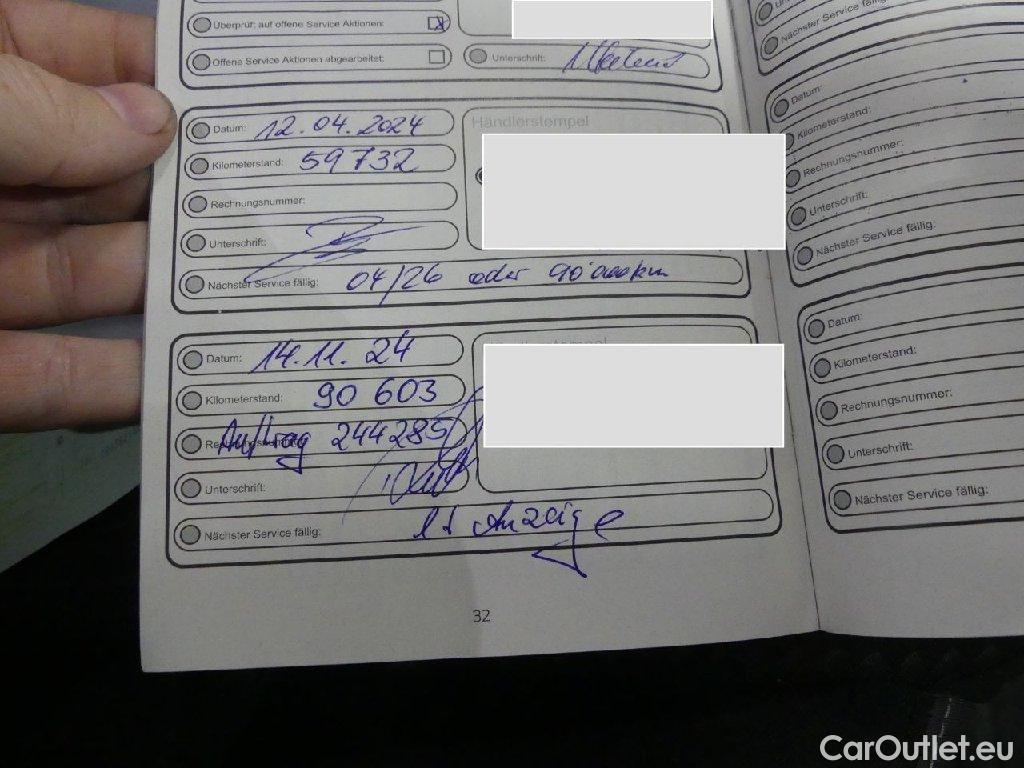 Überprüf. auf offene Service Aktionen:
Offene Service Aktionen abgearbeitet:
Unterschrift:
Datum: 12.04.2024
Händlerstempel
Kilometerstand: 59732
Rechnungsnummer:
Unterschrift:
Nächster Service fällig: 04/26 oder 90'000km
Datum: 14.11.24
Kilometerstand: 90 603
Auftrag 244285
Unterschrift:
Nächster Service fällig: lt Anzeige
32
Nächster Service fällig:
Datum:
Kilometerstand:
Rechnungsnummer:
Unterschrift:
Nächster Service fällig:
Datum:
Kilometerstand:
Rechnungsnummer:
Unterschrift:
Nächster Service fällig:
CarOutlet.eu